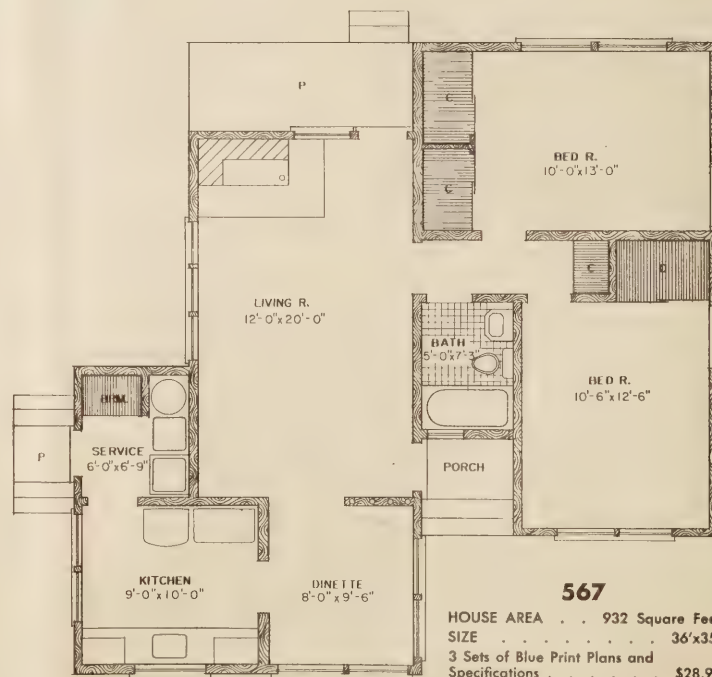 P
C
C
BED R.
10'-0"x13'-0"
LIVING R.
12'-0"x20'-0"
C
BATH
5'-0"x7'-3"
BED R.
10'-6"x12'-6"
P
SERVICE
6'-0"x6'-9"
PORCH
KITCHEN
9'-0"x10'-0"
DINETTE
8'-0"x9'-6"
567
HOUSE AREA . . 932 Square Fee
SIZE . . . . . . . . 36'x35
3 Sets of Blue Print Plans and
Specifications . . . . . . . $28.9